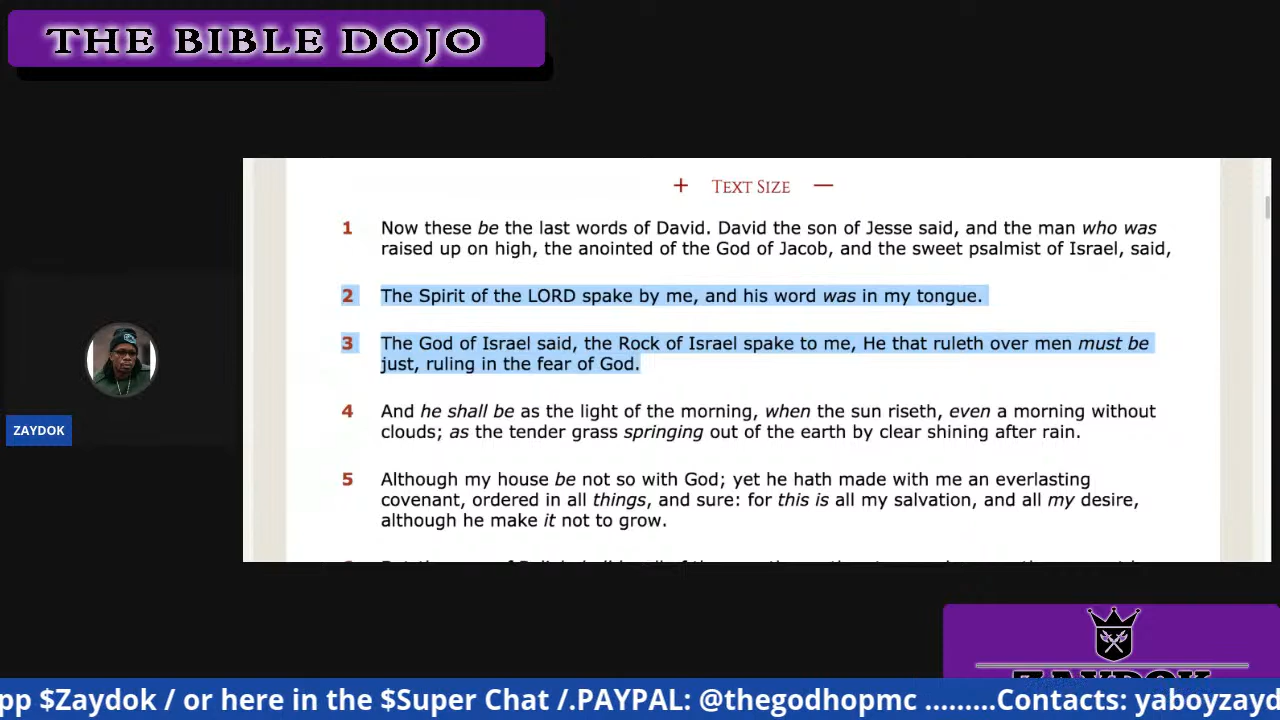 THE BIBLE DOJO
+ TEXT SIZE —
1 Now these be the last words of David. David the son of Jesse said, and the man who was
raised up on high, the anointed of the God of Jacob, and the sweet psalmist of Israel, said,
2 The Spirit of the LORD spake by me, and his word was in my tongue.
3 The God of Israel said, the Rock of Israel spake to me, He that ruleth over men must be
just, ruling in the fear of God.
4 And he shall be as the light of the morning, when the sun riseth, even a morning without
clouds; as the tender grass springing out of the earth by clear shining after rain.
ZAYDOK
5 Although my house be not so with God; yet he hath made with me an everlasting
covenant, ordered in all things, and sure: for this is all my salvation, and all my desire,
although he make it not to grow.
ZAYDOK
pp $Zaydok / or here in the $Super Chat /.PAYPAL: @thegodhopmc .........Contacts: yaboyzayd